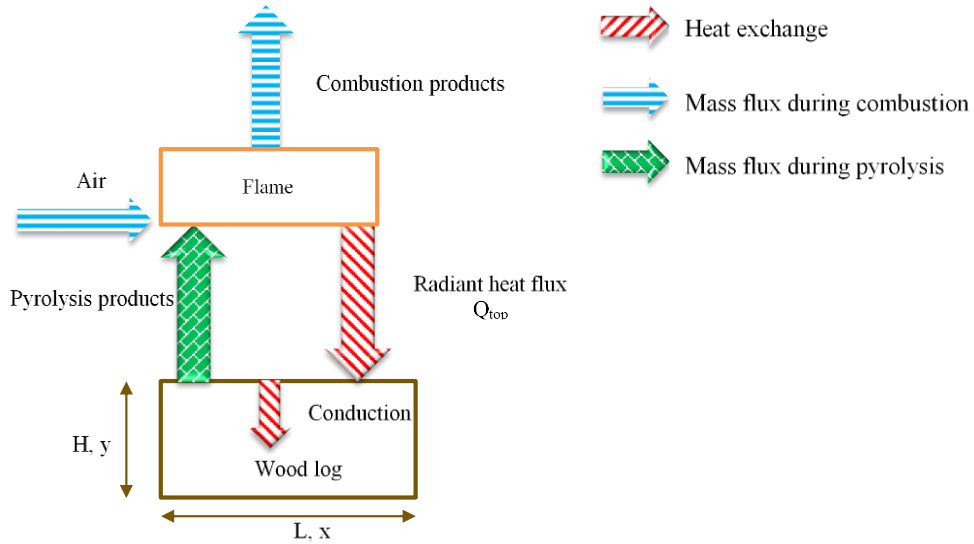 Combustion products
Flame
Air
Pyrolysis products
Radiant heat flux
Qtop
Conduction
Wood log
H, y
L, x
Heat exchange
Mass flux during combustion
Mass flux during pyrolysis